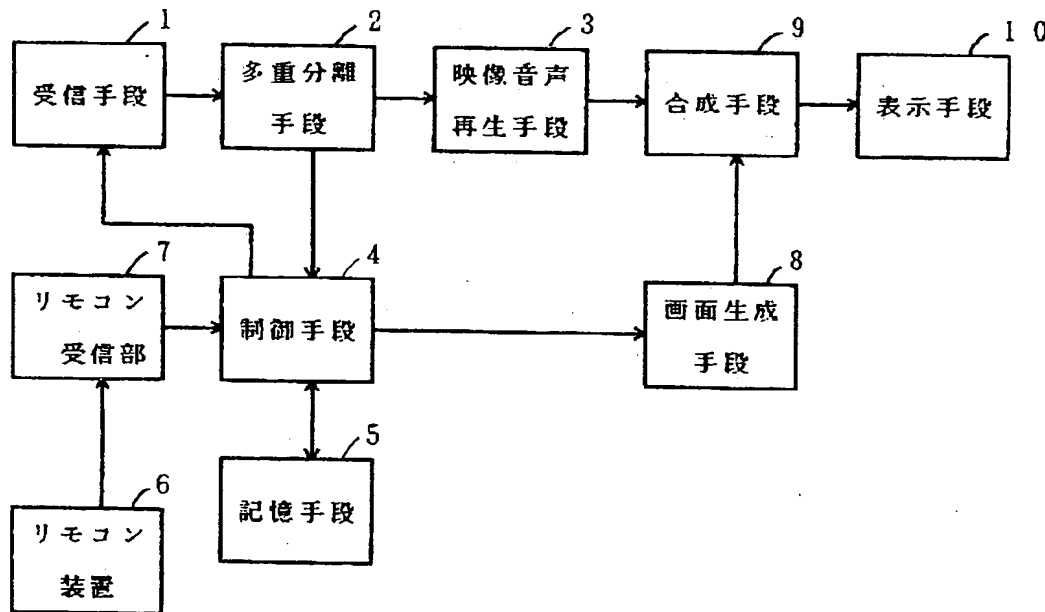 1
受信手段
2
多重分離
手段
3
映像音声
再生手段
9
合成手段
10
表示手段
7
リモコン
受信部
4
制御手段
8
画面生成
手段
5
記憶手段
6
リモコン
装置